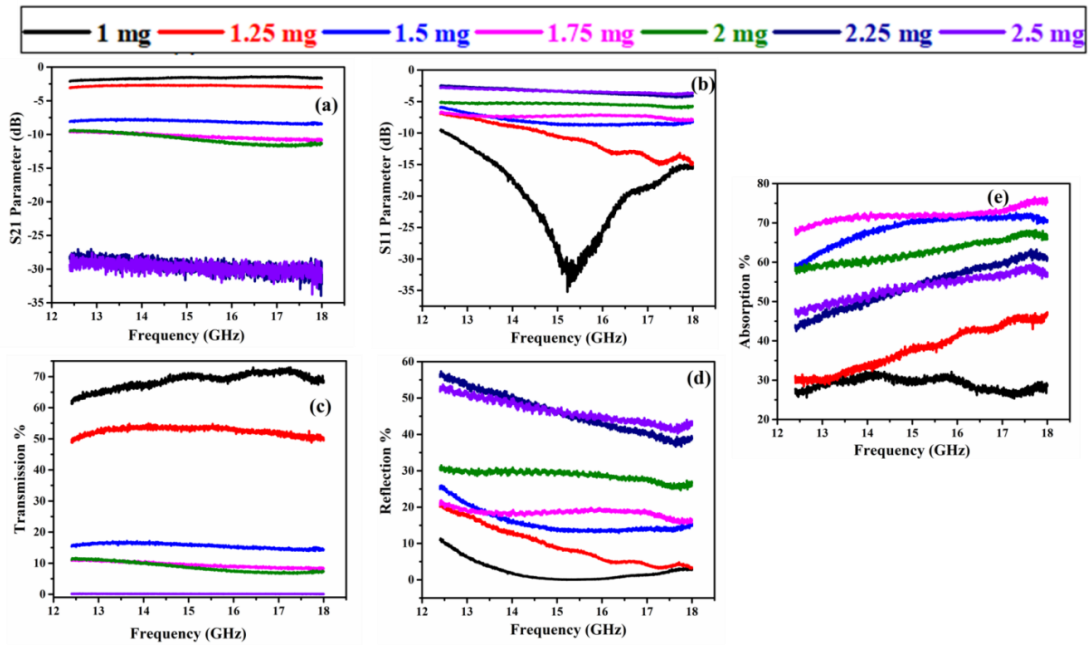 1 mg 1.25 mg 1.5 mg 1.75 mg 2 mg 2.25 mg 2.5 mg
(a)
S21 Parameter (dB)
0
-5
-10
-15
-20
-25
-30
-35
12 13 14 15 16 17 18
Frequency (GHz)
(b)
S11 Parameter (dB)
0
-5
-10
-15
-20
-25
-30
-35
12 13 14 15 16 17 18
Frequency (GHz)
(c)
Transmission %
70
60
50
40
30
20
10
0
12 13 14 15 16 17 18
Frequency (GHz)
(d)
Reflection %
60
50
40
30
20
10
0
12 13 14 15 16 17 18
Frequency (GHz)
(e)
Absorption %
80
70
60
50
40
30
20
12 13 14 15 16 17 18
Frequency (GHz)